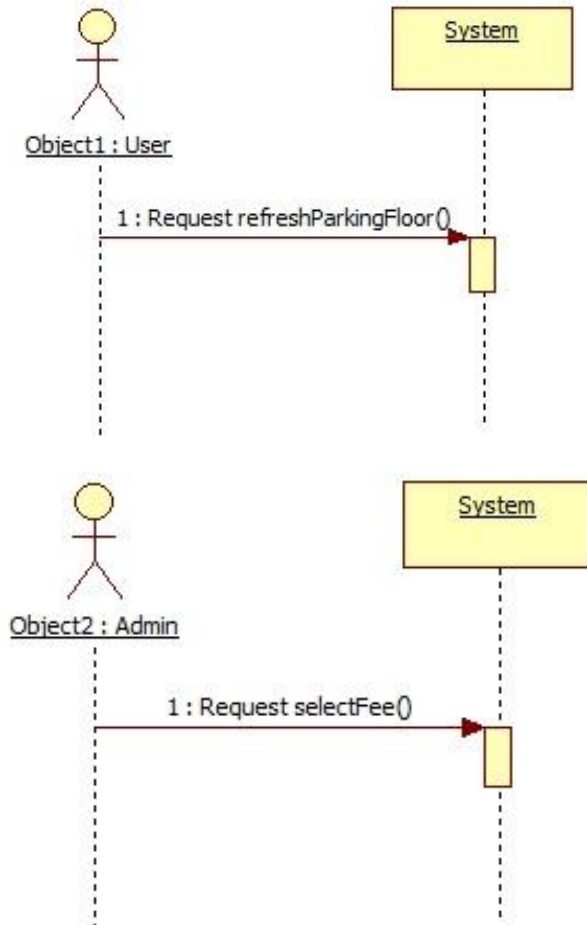 System
Object1 : User
1 : Request refreshParkingFloor()
System
Object2 : Admin
1 : Request selectFee()